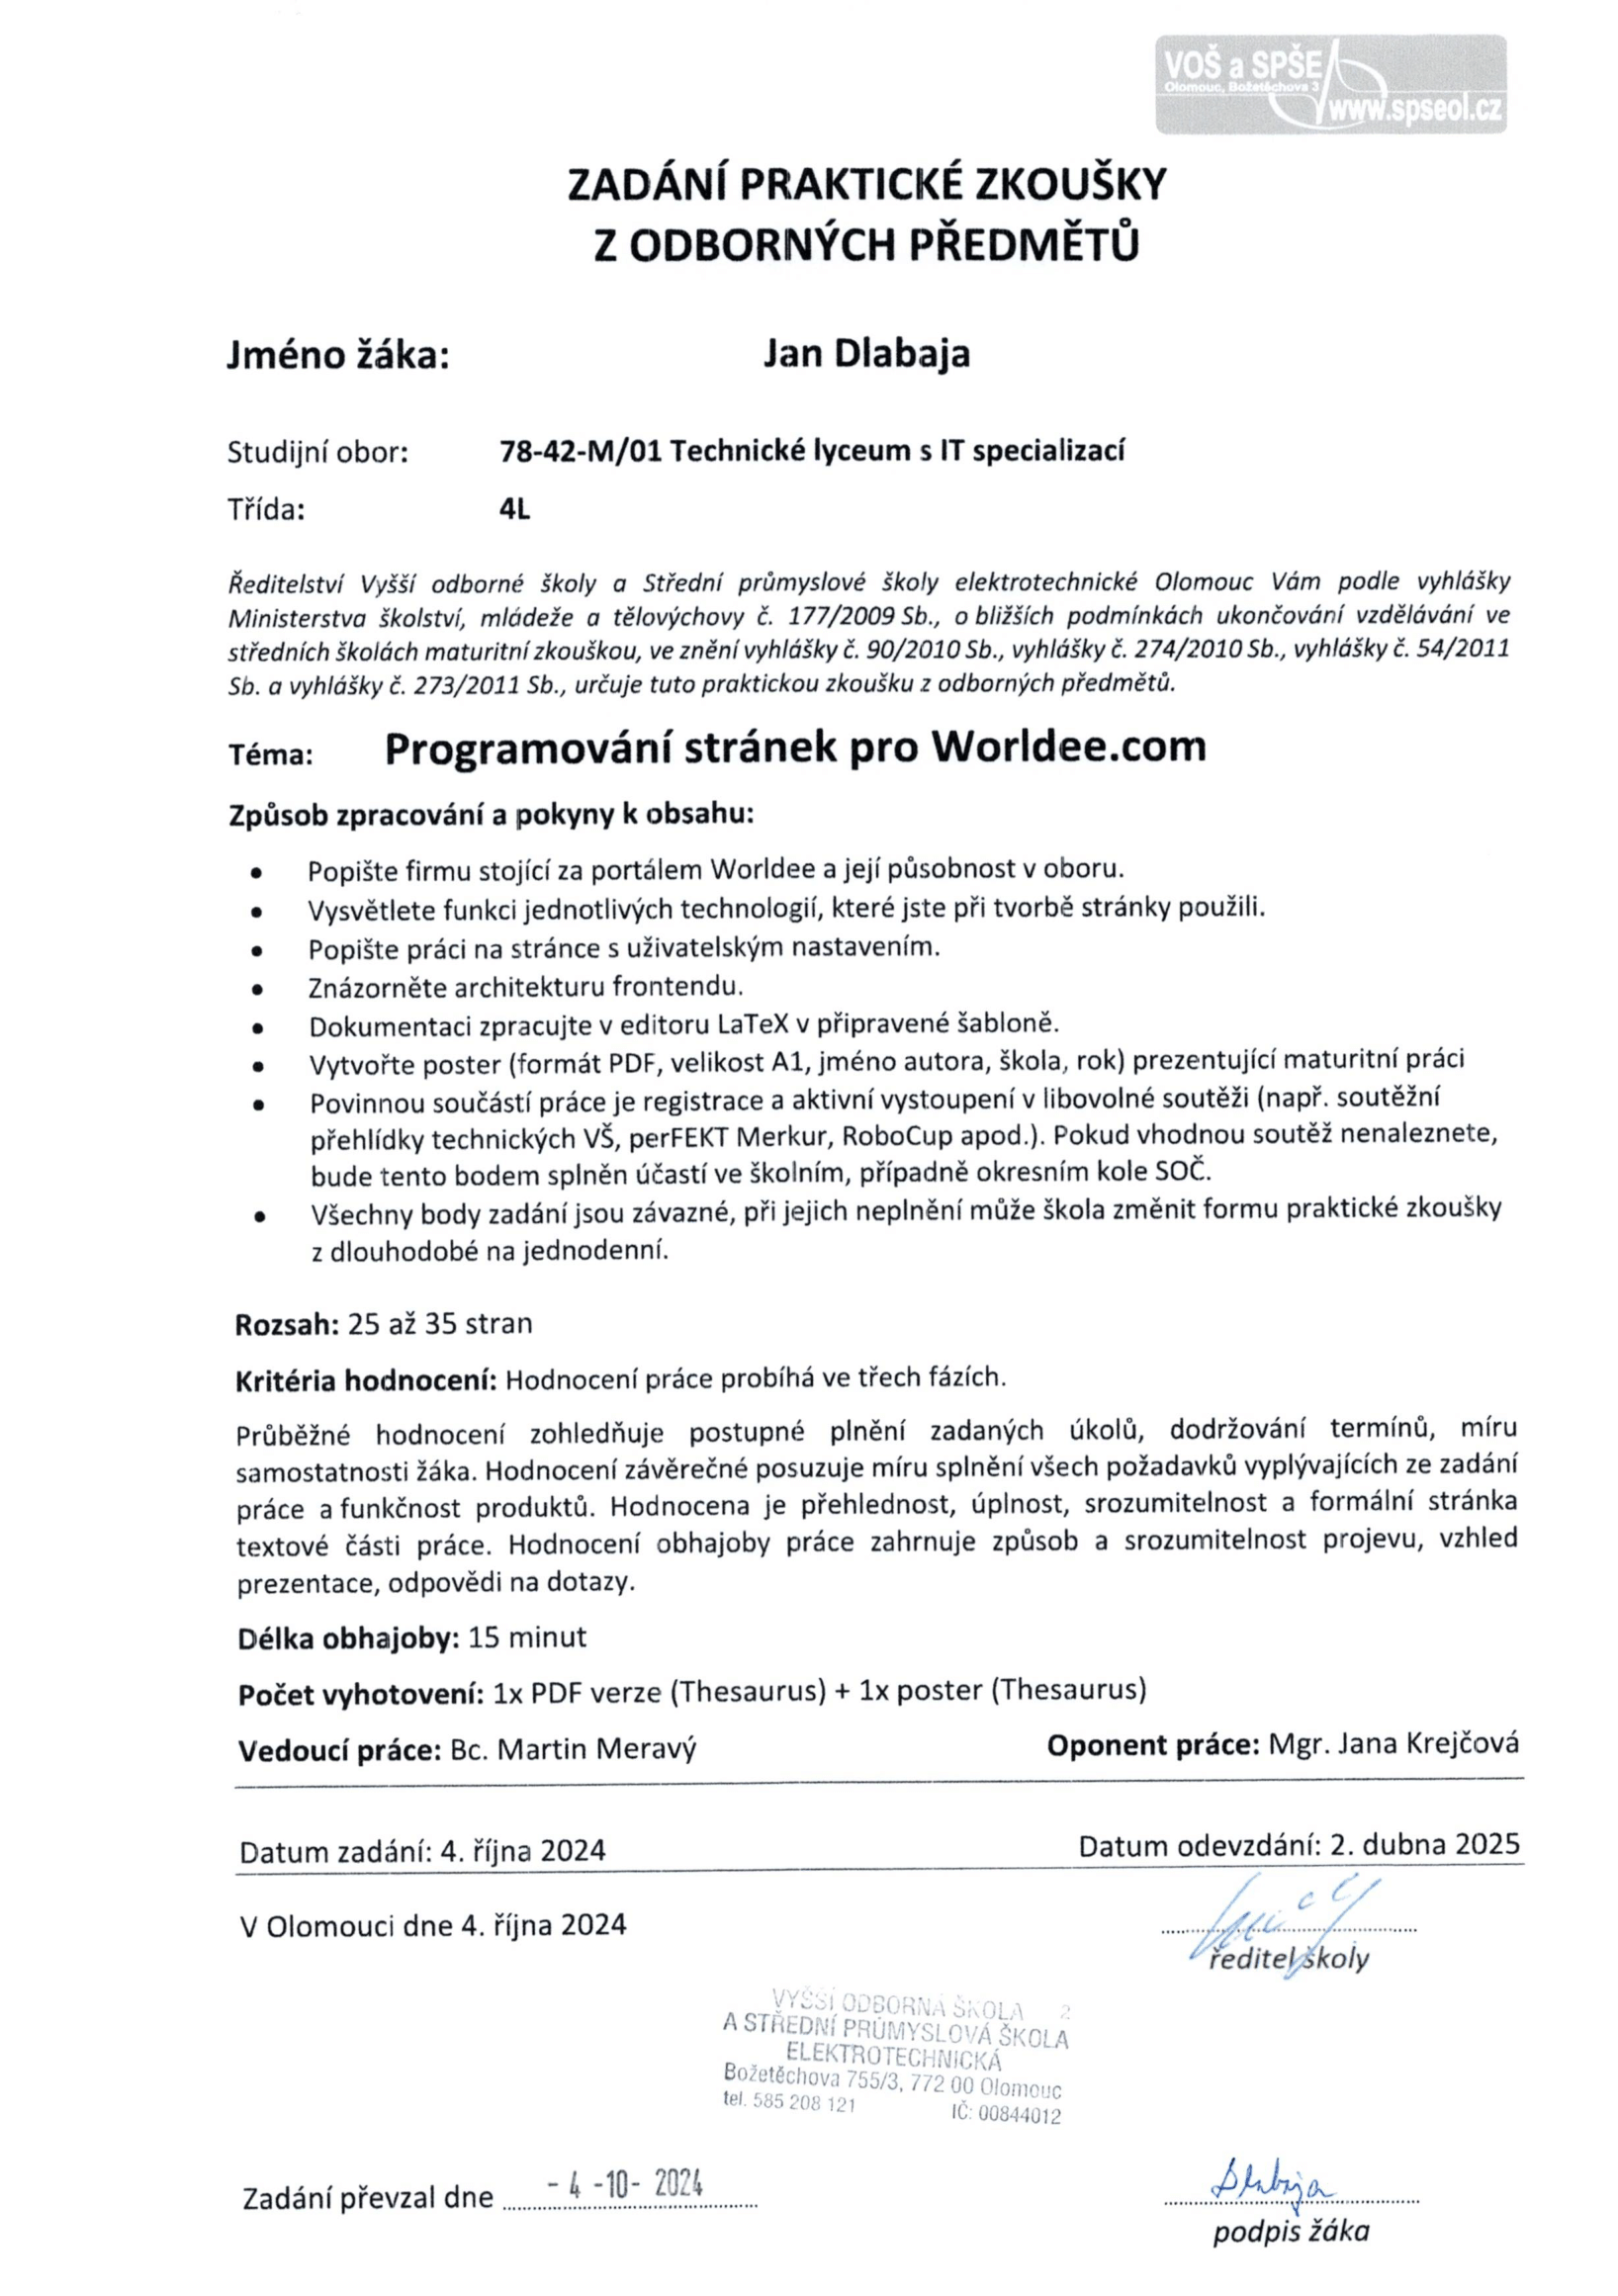 VOŠ a SPŠE
Olomouc, Božetěchova 3
www.spseol.cz
ZADÁNÍ PRAKTICKÉ ZKOUŠKY
Z ODBORNÝCH PŘEDMĚTŮ
Jméno žáka: Jan Dlabaja
Studijní obor: 78-42-M/01 Technické lyceum s IT specializací
Třída: 4L
Ředitelství Vyšší odborné školy a Střední průmyslové školy elektrotechnické Olomouc Vám podle vyhlášky
Ministerstva školství, mládeže a tělovýchovy č. 177/2009 Sb., o bližších podmínkách ukončování vzdělávání ve
středních školách maturitní zkouškou, ve znění vyhlášky č. 90/2010 Sb., vyhlášky č. 274/2010 Sb., vyhlášky č. 54/2011
Sb. a vyhlášky č. 273/2011 Sb., určuje tuto praktickou zkoušku z odborných předmětů.
Téma: Programování stránek pro Worldee.com
Způsob zpracování a pokyny k obsahu:
• Popište firmu stojící za portálem Worldee a její působnost v oboru.
• Vysvětlete funkci jednotlivých technologií, které jste při tvorbě stránky použili.
• Popište práci na stránce s uživatelským nastavením.
• Znázorněte architekturu frontendu.
• Dokumentaci zpracujte v editoru LaTeX v připravené šabloně.
• Vytvořte poster (formát PDF, velikost A1, jméno autora, škola, rok) prezentující maturitní práci
• Povinnou součástí práce je registrace a aktivní vystoupení v libovolné soutěži (např. soutěžní
přehlídky technických VŠ, perFEKT Merkur, RoboCup apod.). Pokud vhodnou soutěž nenaleznete,
bude tento bodem splněn účastí ve školním, případně okresním kole SOČ.
• Všechny body zadání jsou závazné, při jejich neplnění může škola změnit formu praktické zkoušky
z dlouhodobé na jednodenní.
Rozsah: 25 až 35 stran
Kritéria hodnocení: Hodnocení práce probíhá ve třech fázích.
Průběžné hodnocení zohledňuje postupné plnění zadaných úkolů, dodržování termínů, míru
samostatnosti žáka. Hodnocení závěrečné posuzuje míru splnění všech požadavků vyplývajících ze zadání
práce a funkčnost produktů. Hodnocena je přehlednost, úplnost, srozumitelnost a formální stránka
textové části práce. Hodnocení obhajoby práce zahrnuje způsob a srozumitelnost projevu, vzhled
prezentace, odpovědi na dotazy.
Délka obhajoby: 15 minut
Počet vyhotovení: 1x PDF verze (Thesaurus) + 1x poster (Thesaurus)
Vedoucí práce: Bc. Martin Meravý Oponent práce: Mgr. Jana Krejčová
Datum zadání: 4. října 2024 Datum odevzdání: 2. dubna 2025
V Olomouci dne 4. října 2024
ředitel školy
VYŠŠÍ ODBORNÁ ŠKOLA 2
A STŘEDNÍ PRŮMYSLOVÁ ŠKOLA
ELEKTROTECHNICKÁ
Božetěchova 755/3, 772 00 Olomouc
tel. 585 208 121 IČ: 00844012
Zadání převzal dne - 4 -10- 2024
Dlabaja
podpis žáka